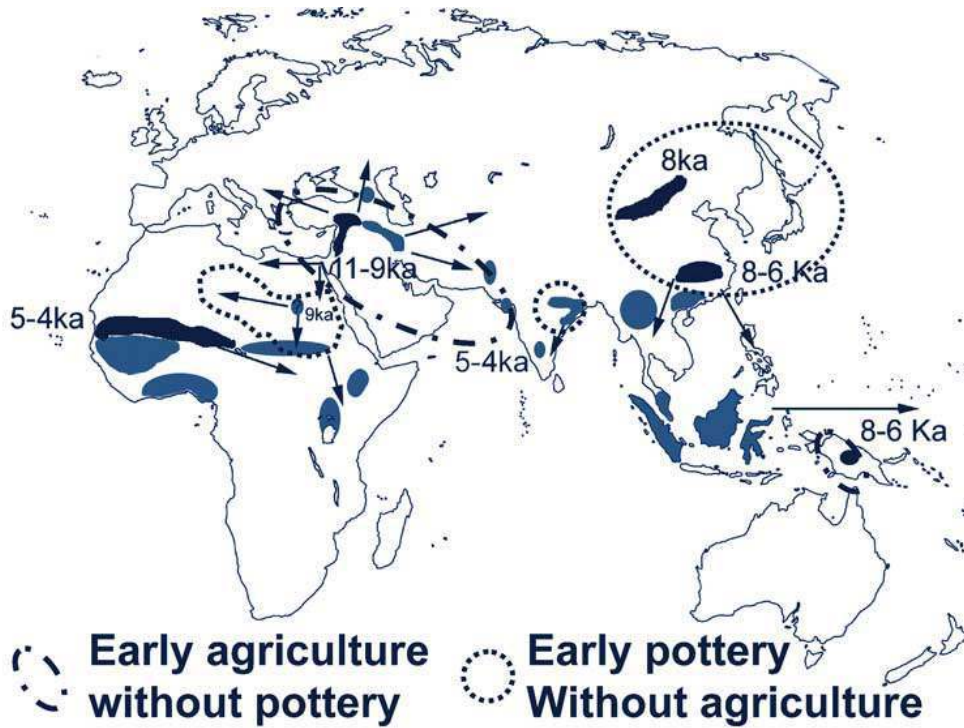 8ka
11-9ka
8-6 Ka
9ka
5-4ka
5-4ka
8-6 Ka
Early agriculture
without pottery
Early pottery
Without agriculture